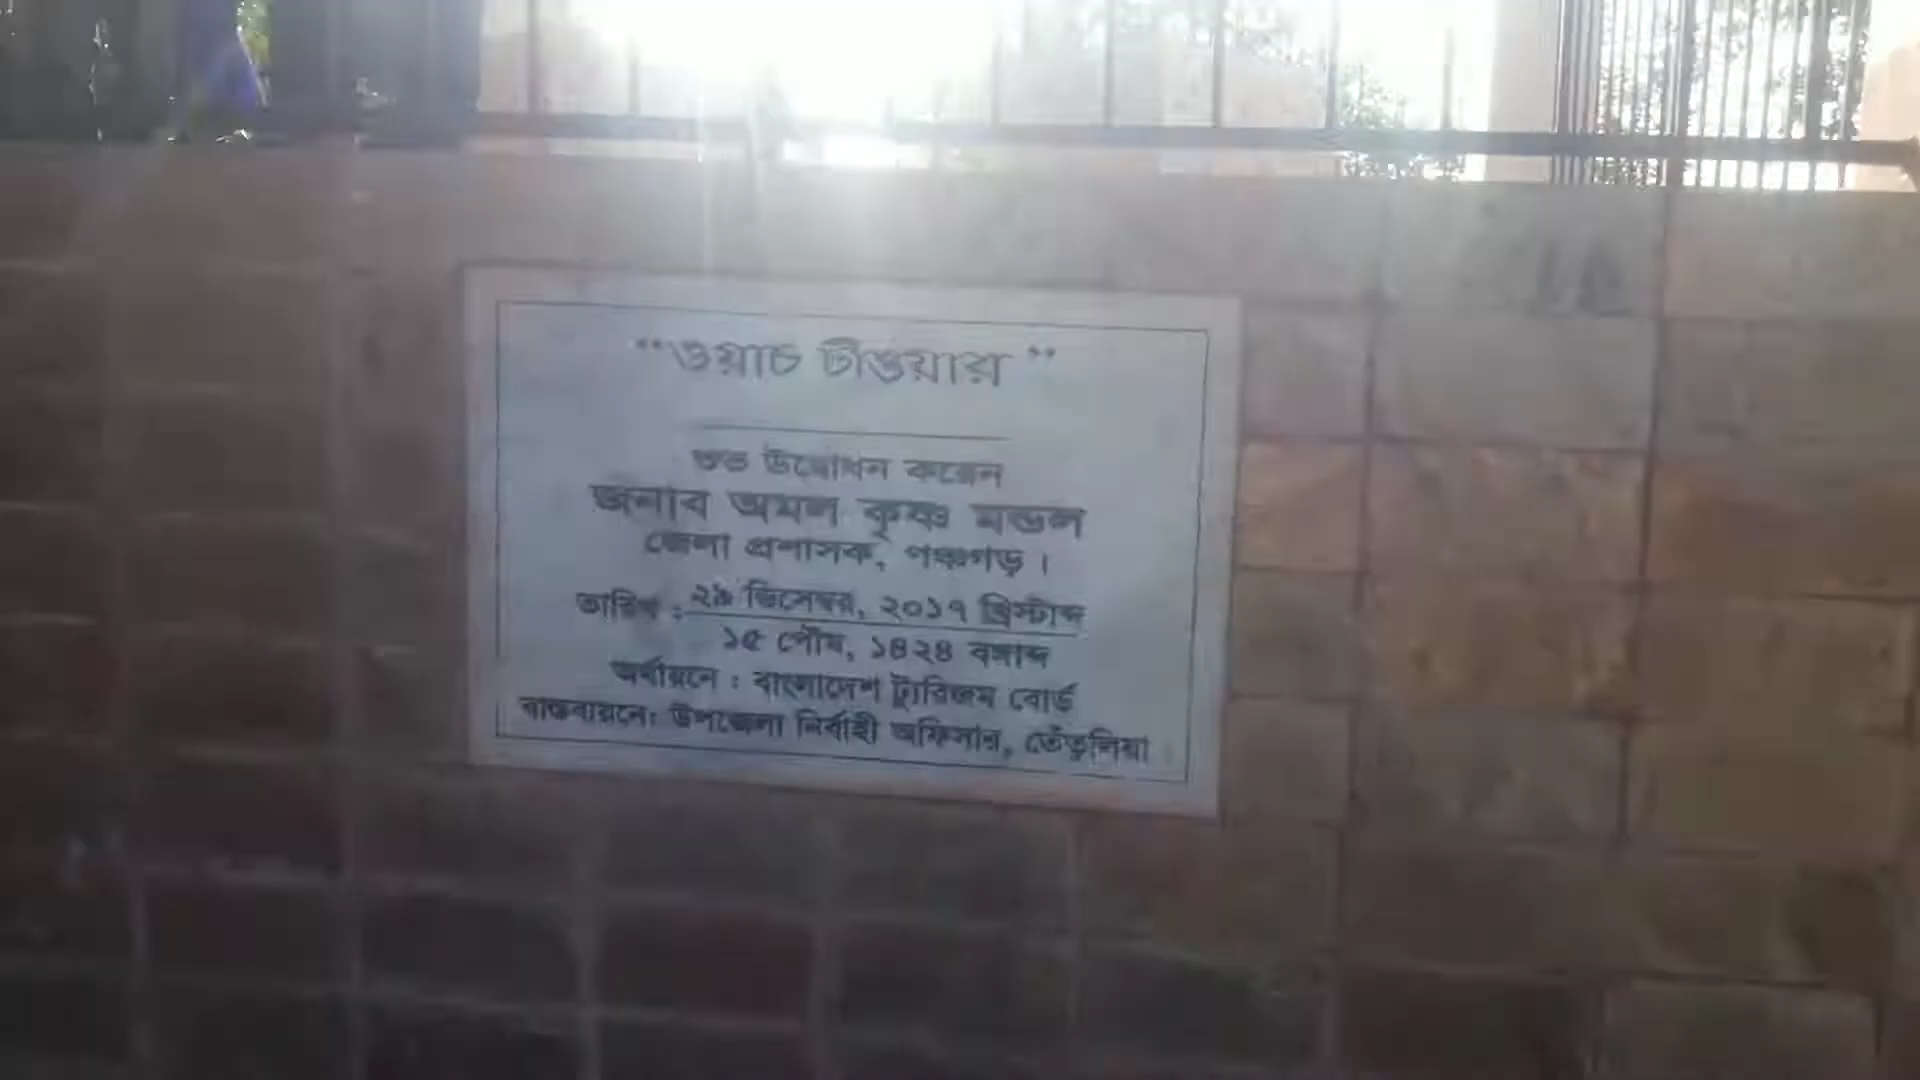 “ওয়াচ টাওয়ার”
শুভ উদ্বোধন করেন
জনাব অমল কৃষ্ণ মন্ডল
জেলা প্রশাসক, পঞ্চগড়।
তারিখ : ২৯ ডিসেম্বর, ২০১৭ খ্রিস্টাব্দ
১৫ পৌষ, ১৪২৪ বঙ্গাব্দ
অর্থায়নে : বাংলাদেশ ট্যুরিজম বোর্ড
বাস্তবায়নে: উপজেলা নির্বাহী অফিসার, তেঁতুলিয়া